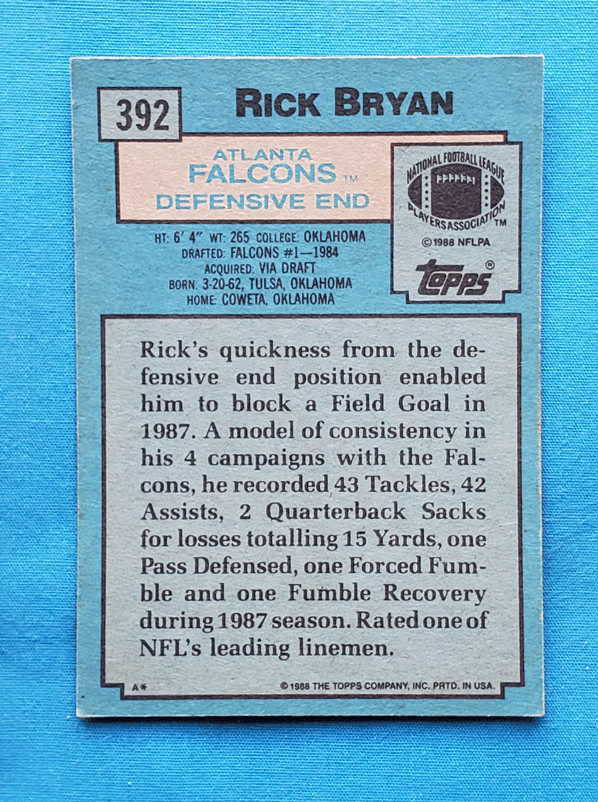 392
RICK BRYAN
ATLANTA
FALCONS TM
DEFENSIVE END
NATIONAL FOOTBALL LEAGUE
PLAYERS ASSOCIATION TM
© 1988 NFLPA
TOPPS®
HT: 6' 4" WT: 265 COLLEGE: OKLAHOMA
DRAFTED: FALCONS #1—1984
ACQUIRED: VIA DRAFT
BORN: 3-20-62, TULSA, OKLAHOMA
HOME: COWETA, OKLAHOMA
Rick's quickness from the de-
fensive end position enabled
him to block a Field Goal in
1987. A model of consistency in
his 4 campaigns with the Fal-
cons, he recorded 43 Tackles, 42
Assists, 2 Quarterback Sacks
for losses totalling 15 Yards, one
Pass Defensed, one Forced Fum-
ble and one Fumble Recovery
during 1987 season. Rated one of
NFL's leading linemen.
A* © 1988 THE TOPPS COMPANY, INC. PRTD. IN USA.